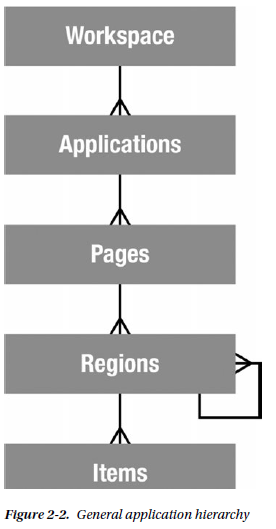 Workspace
Applications
Pages
Regions
Items
Figure 2-2. General application hierarchy